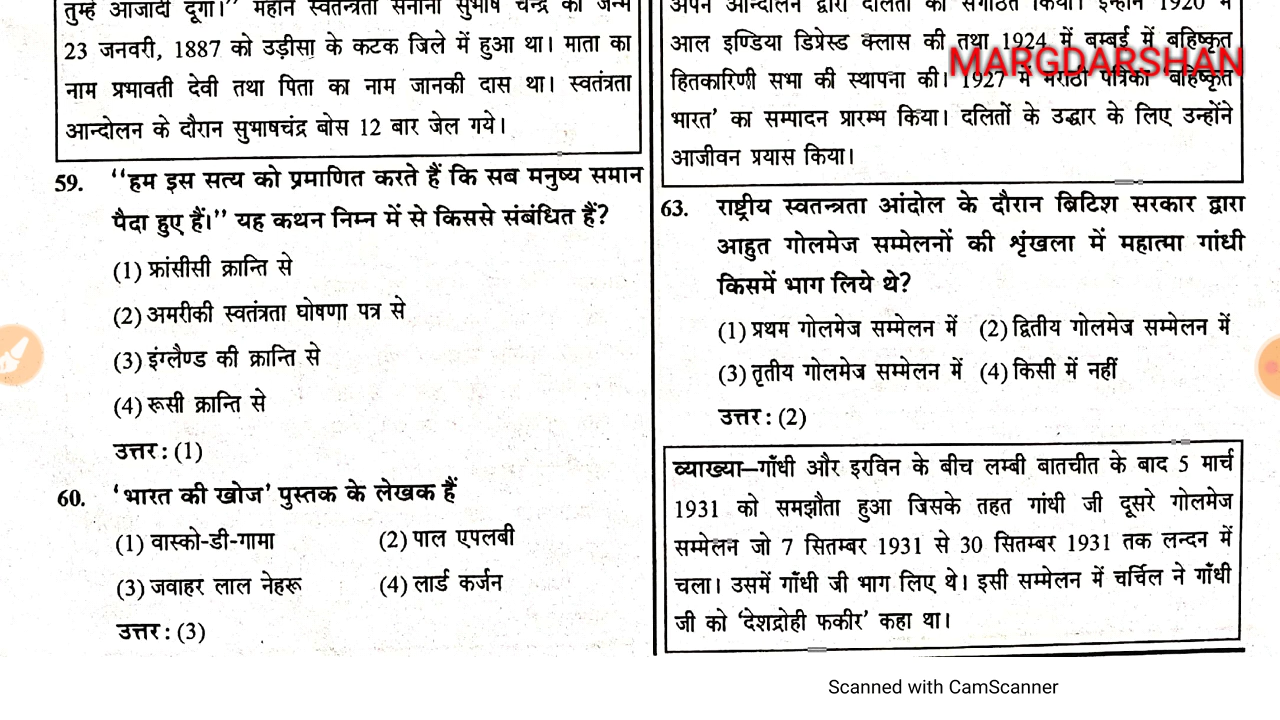 तुम्हे आजादी दूंगा।'' महान स्वतन्त्रता सेनानी सुभाष चन्द्र का जन्म
23 जनवरी, 1887 को उड़ीसा के कटक जिले में हुआ था। माता का
नाम प्रभावती देवी तथा पिता का नाम जानकी दास था। स्वतंत्रता
आन्दोलन के दौरान सुभाषचंद्र बोस 12 बार जेल गये।
59. ''हम इस सत्य को प्रमाणित करते हैं कि सब मनुष्य समान
पैदा हुए हैं।'' यह कथन निम्न में से किससे संबंधित हैं?
(1) फ्रांसीसी क्रान्ति से
(2) अमरीकी स्वतंत्रता घोषणा पत्र से
(3) इंग्लैण्ड की क्रान्ति से
(4) रूसी क्रान्ति से
उत्तर : (1)
60. 'भारत की खोज' पुस्तक के लेखक हैं
(1) वास्को-डी-गामा (2) पाल एपलबी
(3) जवाहर लाल नेहरू (4) लार्ड कर्जन
उत्तर : (3)
अपने आन्दोलन द्वारा दलितों को संगठित किया। इन्होंने 1920 में
आल इण्डिया डिप्रेस्ड क्लास की तथा 1924 में बम्बई में बहिष्कृत
MARGDARSHAN
हितकारिणी सभा की स्थापना की। 1927 में मराठी पत्रिका 'बहिष्कृत
भारत' का सम्पादन प्रारम्भ किया। दलितों के उद्धार के लिए उन्होंने
आजीवन प्रयास किया।
63. राष्ट्रीय स्वतन्त्रता आंदोल के दौरान ब्रिटिश सरकार द्वारा
आहुत गोलमेज सम्मेलनों की शृंखला में महात्मा गांधी
किसमें भाग लिये थे?
(1) प्रथम गोलमेज सम्मेलन में (2) द्वितीय गोलमेज सम्मेलन में
(3) तृतीय गोलमेज सम्मेलन में (4) किसी में नहीं
उत्तर : (2)
व्याख्या–गाँधी और इरविन के बीच लम्बी बातचीत के बाद 5 मार्च
1931 को समझौता हुआ जिसके तहत गांधी जी दूसरे गोलमेज
सम्मेलन जो 7 सितम्बर 1931 से 30 सितम्बर 1931 तक लन्दन में
चला। उसमें गाँधी जी भाग लिए थे। इसी सम्मेलन में चर्चिल ने गाँधी
जी को 'देशद्रोही फकीर' कहा था।
Scanned with CamScanner